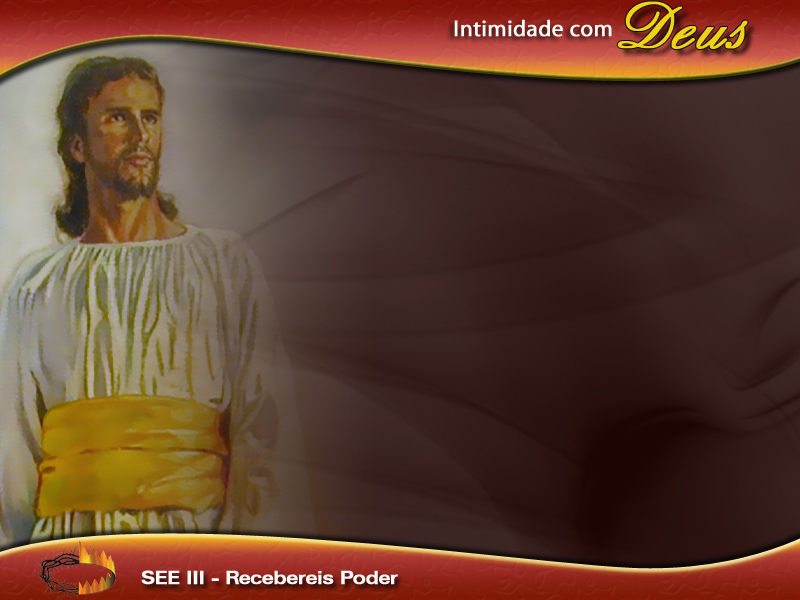 Intimidade com Deus
SEE III - Recebereis Poder